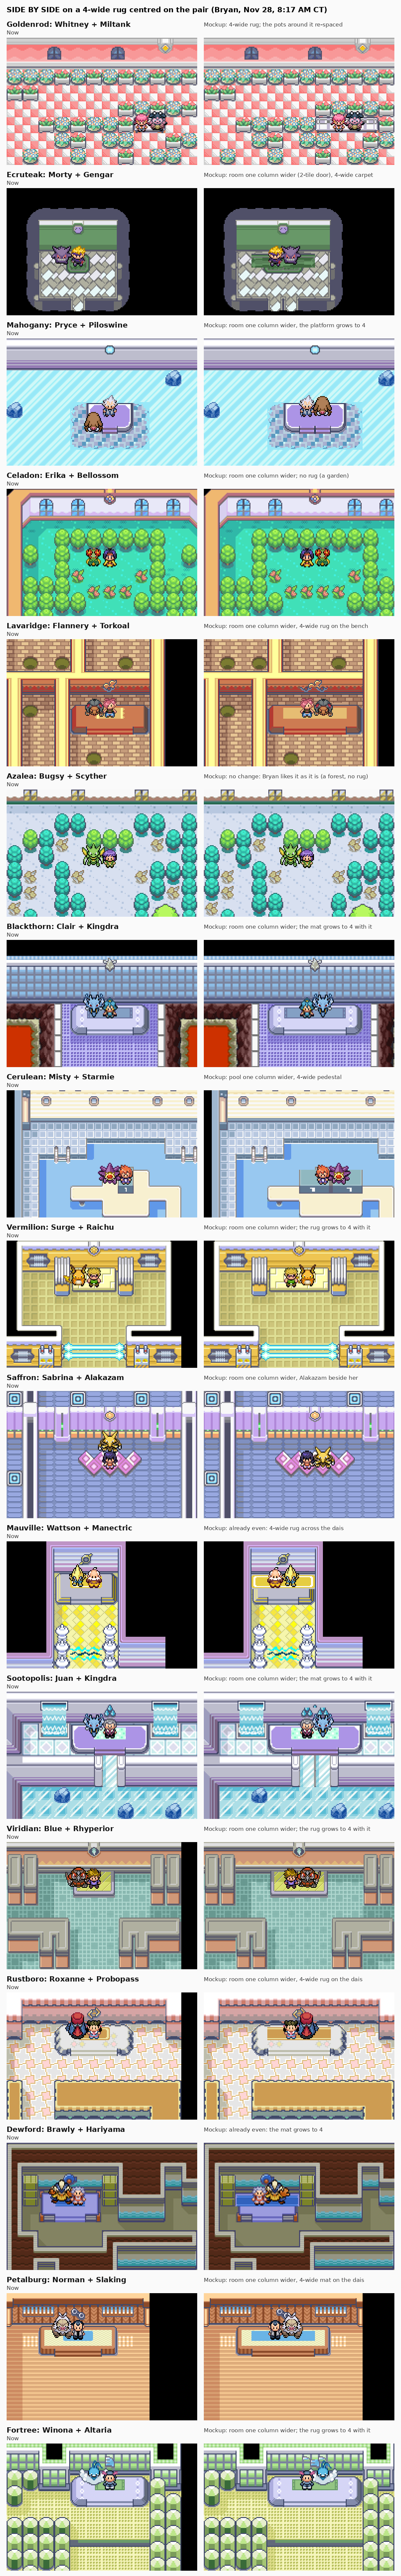 SIDE BY SIDE on a 4-wide rug centred on the pair (Bryan, Nov 28, 8:17 AM CT)
Goldenrod: Whitney + Miltank
Now
Mockup: 4-wide rug; the pots around it re-spaced
Ecruteak: Morty + Gengar
Now
Mockup: room one column wider (2-tile door), 4-wide carpet
Mahogany: Pryce + Piloswine
Now
Mockup: room one column wider, the platform grows to 4
Celadon: Erika + Bellossom
Now
Mockup: room one column wider; no rug (a garden)
Lavaridge: Flannery + Torkoal
Now
Mockup: room one column wider, 4-wide rug on the bench
Azalea: Bugsy + Scyther
Now
Mockup: no change: Bryan likes it as it is (a forest, no rug)
Blackthorn: Clair + Kingdra
Now
Mockup: room one column wider; the mat grows to 4 with it
Cerulean: Misty + Starmie
Now
Mockup: pool one column wider, 4-wide pedestal
Vermilion: Surge + Raichu
Now
Mockup: room one column wider; the rug grows to 4 with it
Saffron: Sabrina + Alakazam
Now
Mockup: room one column wider, Alakazam beside her
Mauville: Wattson + Manectric
Now
Mockup: already even: 4-wide rug across the dais
Sootopolis: Juan + Kingdra
Now
Mockup: room one column wider; the mat grows to 4 with it
Viridian: Blue + Rhyperior
Now
Mockup: room one column wider; the rug grows to 4 with it
Rustboro: Roxanne + Probopass
Now
Mockup: room one column wider, 4-wide rug on the dais
Dewford: Brawly + Hariyama
Now
Mockup: already even: the mat grows to 4
Petalburg: Norman + Slaking
Now
Mockup: room one column wider, 4-wide mat on the dais
Fortree: Winona + Altaria
Now
Mockup: room one column wider; the rug grows to 4 with it